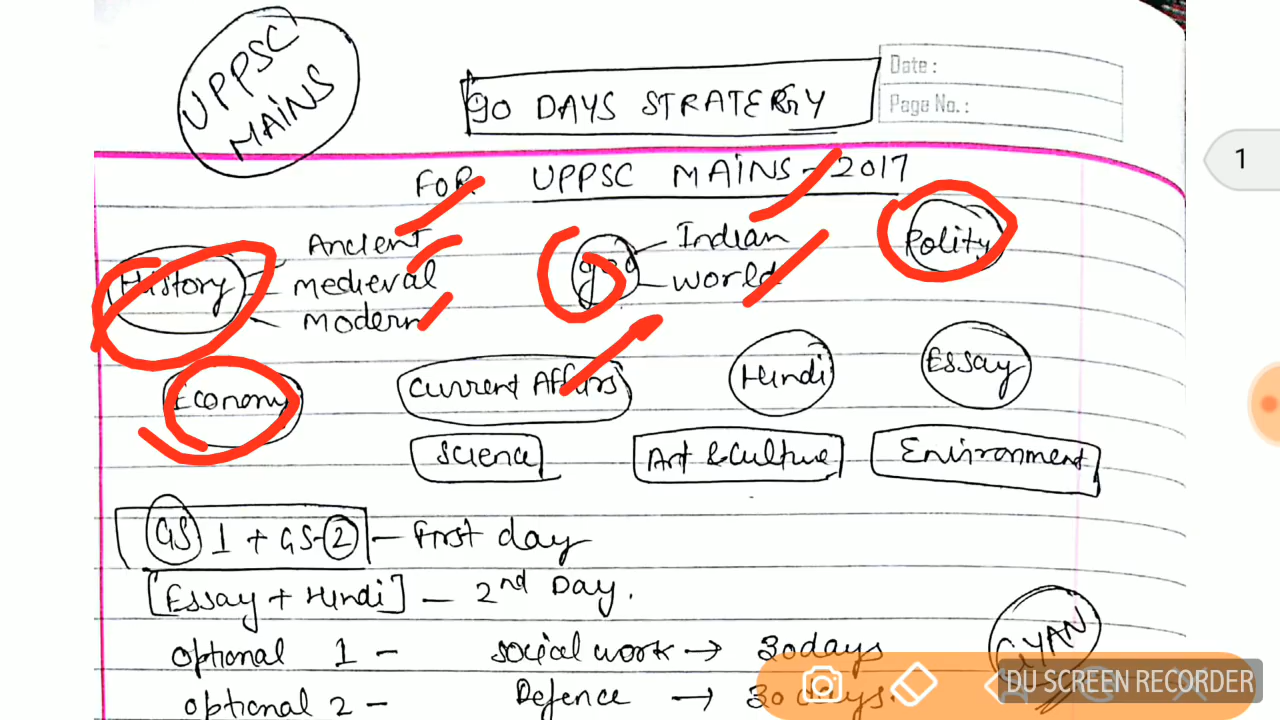 UPPSC
MAINS
90 DAYS STRATERGY
Date :
Page No. :
FOR UPPSC MAINS - 2017
1
History
Ancient
medieval
Modern
geo
Indian
world
Polity
Economy
Current Affairs
Hindi
Essay
Science
Art & Culture
Environment
GS 1 + GS-2 - First day
[Essay + Hindi] - 2nd Day.
optional 1 - social work → 30 days
optional 2 - Defence → 30 days.
GYAN
DU SCREEN RECORDER